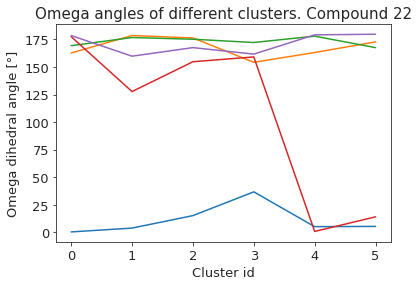 Omega angles of different clusters. Compound 22
Omega dihedral angle [°]
175
150
125
100
75
50
25
0
0 1 2 3 4 5
Cluster id